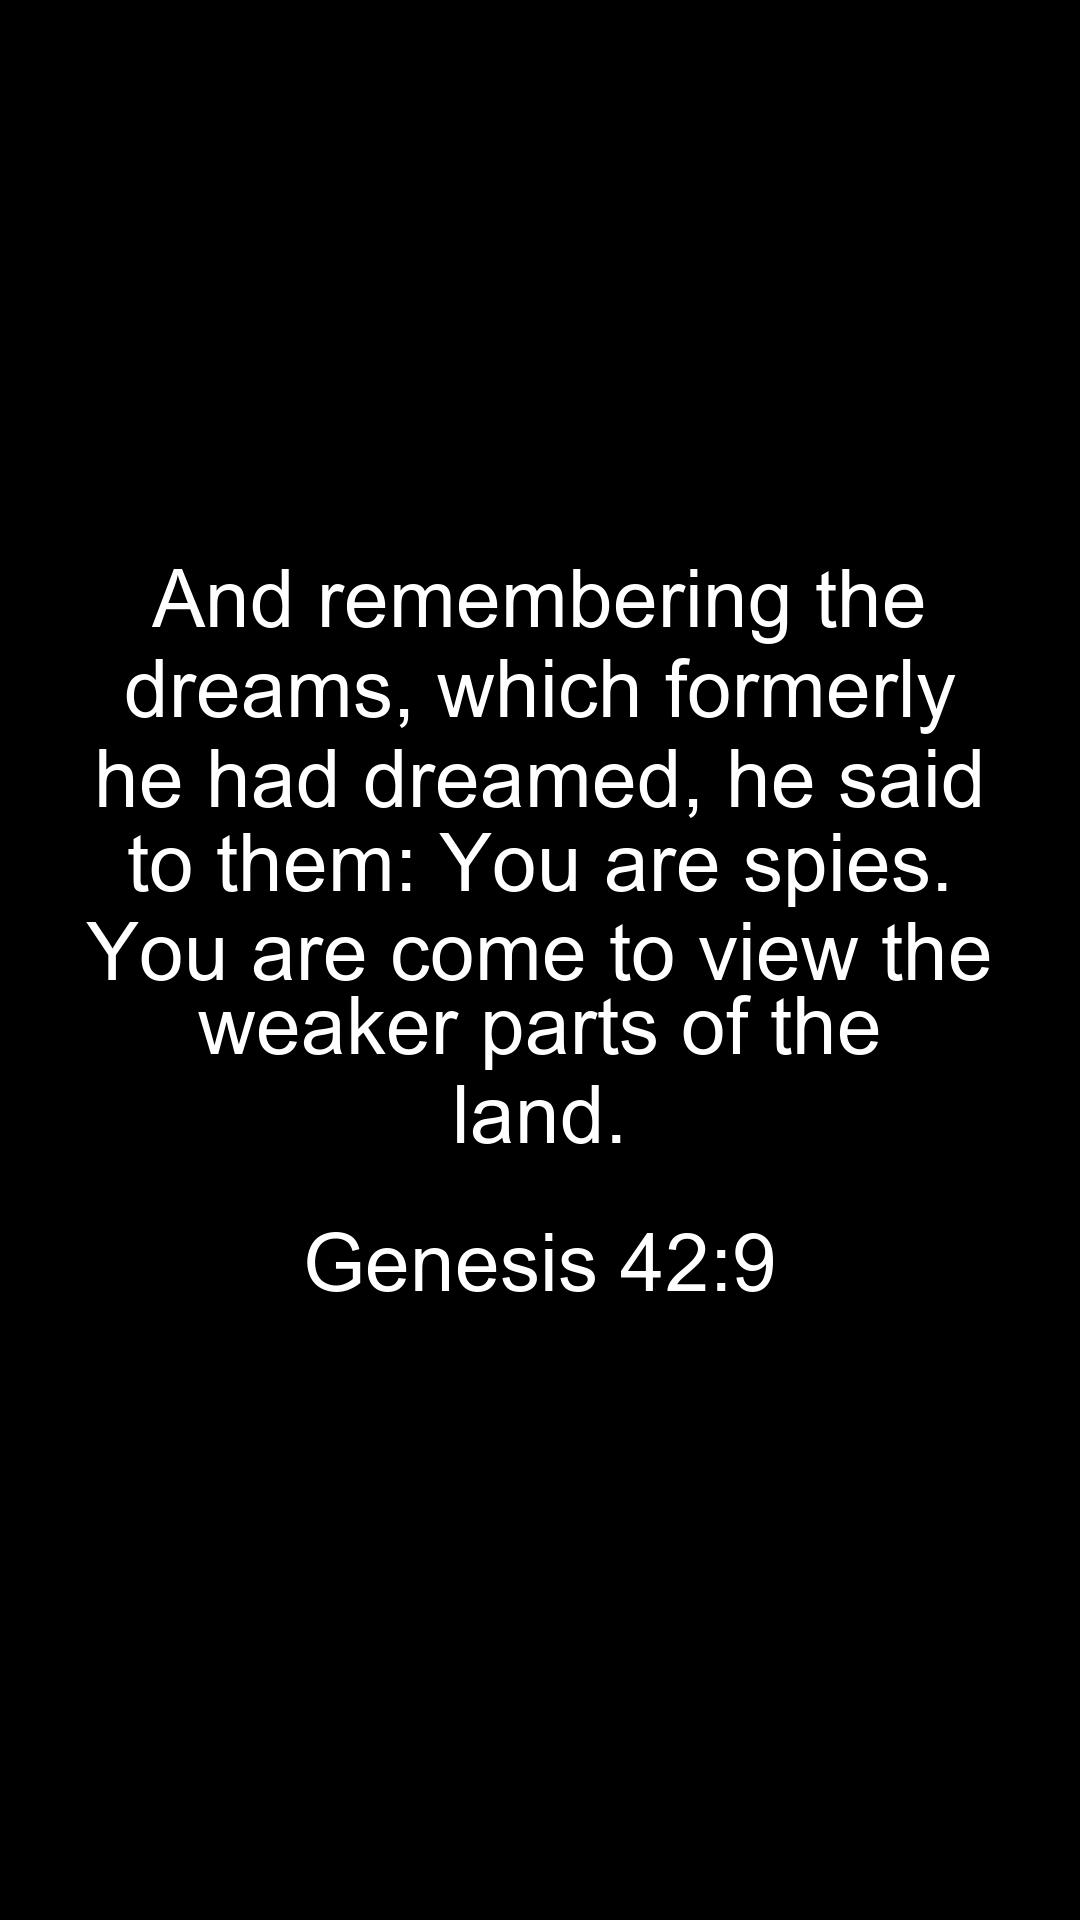 And remembering the
dreams, which formerly
he had dreamed, he said
to them: You are spies.
You are come to view the
weaker parts of the
land.
Genesis 42:9